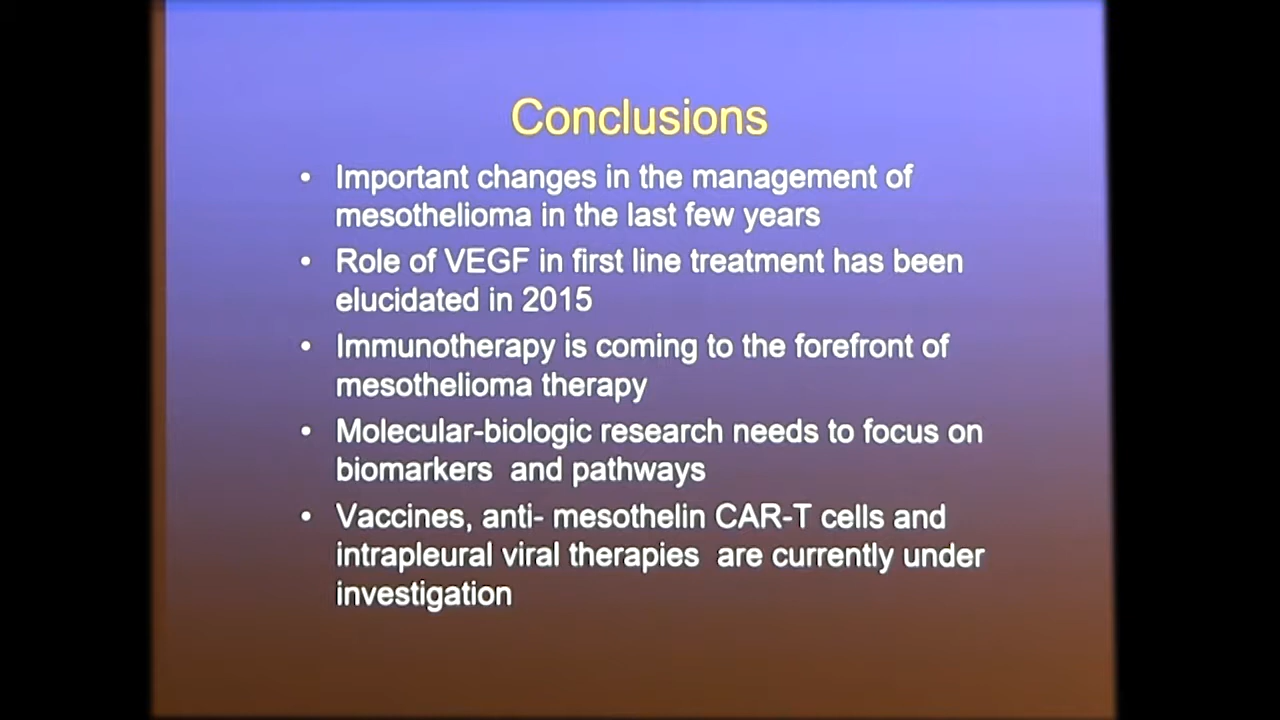 Conclusions
• Important changes in the management of
mesothelioma in the last few years
• Role of VEGF in first line treatment has been
elucidated in 2015
• Immunotherapy is coming to the forefront of
mesothelioma therapy
• Molecular-biologic research needs to focus on
biomarkers  and pathways
• Vaccines, anti- mesothelin CAR-T cells and
intrapleural viral therapies  are currently under
investigation